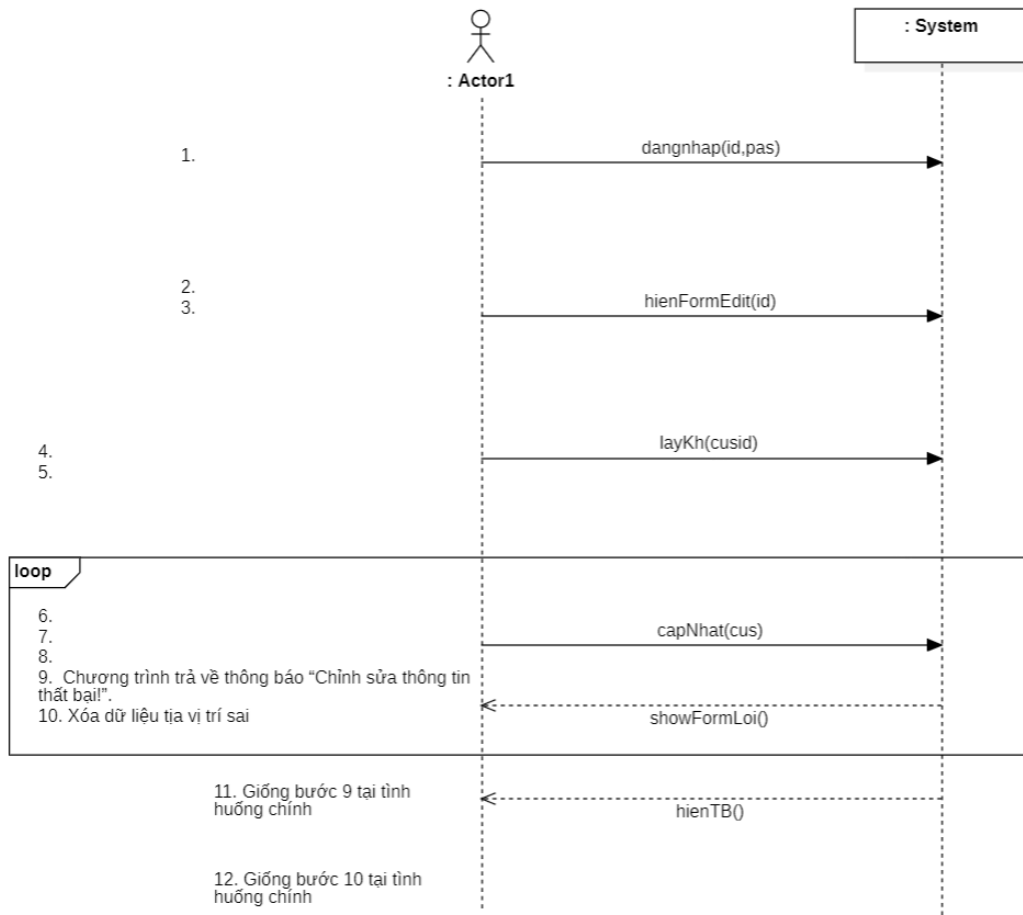 : Actor1
: System
1.
dangnhap(id,pas)
2.
3.
hienFormEdit(id)
4.
5.
layKh(cusid)
loop
6.
7.
8.
capNhat(cus)
9. Chương trình trả về thông báo “Chỉnh sửa thông tin
thất bại!”.
10. Xóa dữ liệu tịa vị trí sai
showFormLoi()
11. Giống bước 9 tại tình
huống chính
hienTB()
12. Giống bước 10 tại tình
huống chính